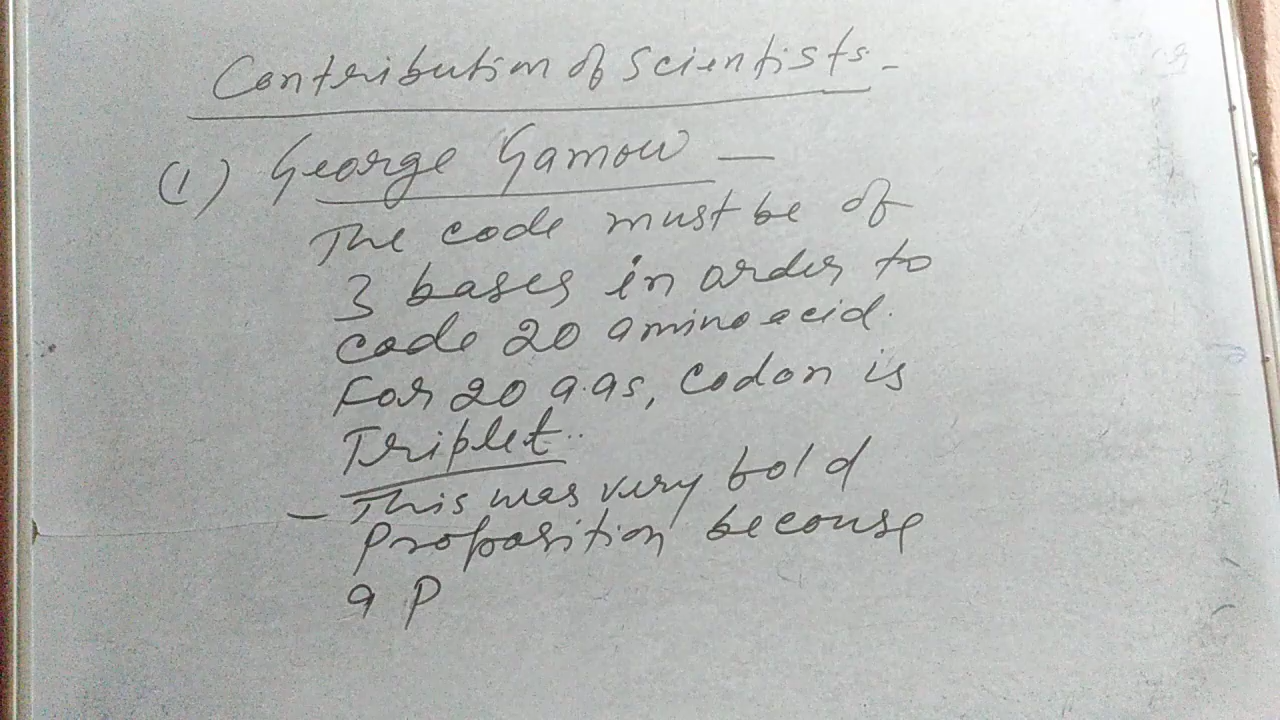 Contribution of Scientists -
(1) George Gamow —
The code must be of
3 bases in order to
code 20 amino acid.
For 20 a.as, Codon is
Triplet..
- This was very bold
Proposition because
a P